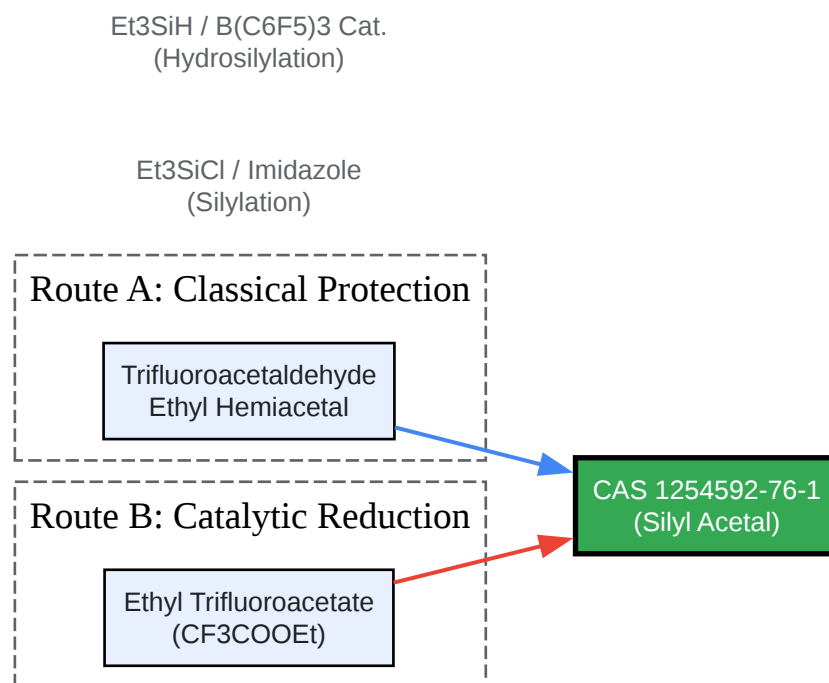 Et3SiH / B(C6F5)3 Cat.
(Hydrosilylation)
Et3SiCl / Imidazole
(Silylation)
Route A: Classical Protection
Trifluoroacetaldehyde
Ethyl Hemiacetal
CAS 1254592-76-1
(Silyl Acetal)
Route B: Catalytic Reduction
Ethyl Trifluoroacetate
(CF3COOEt)